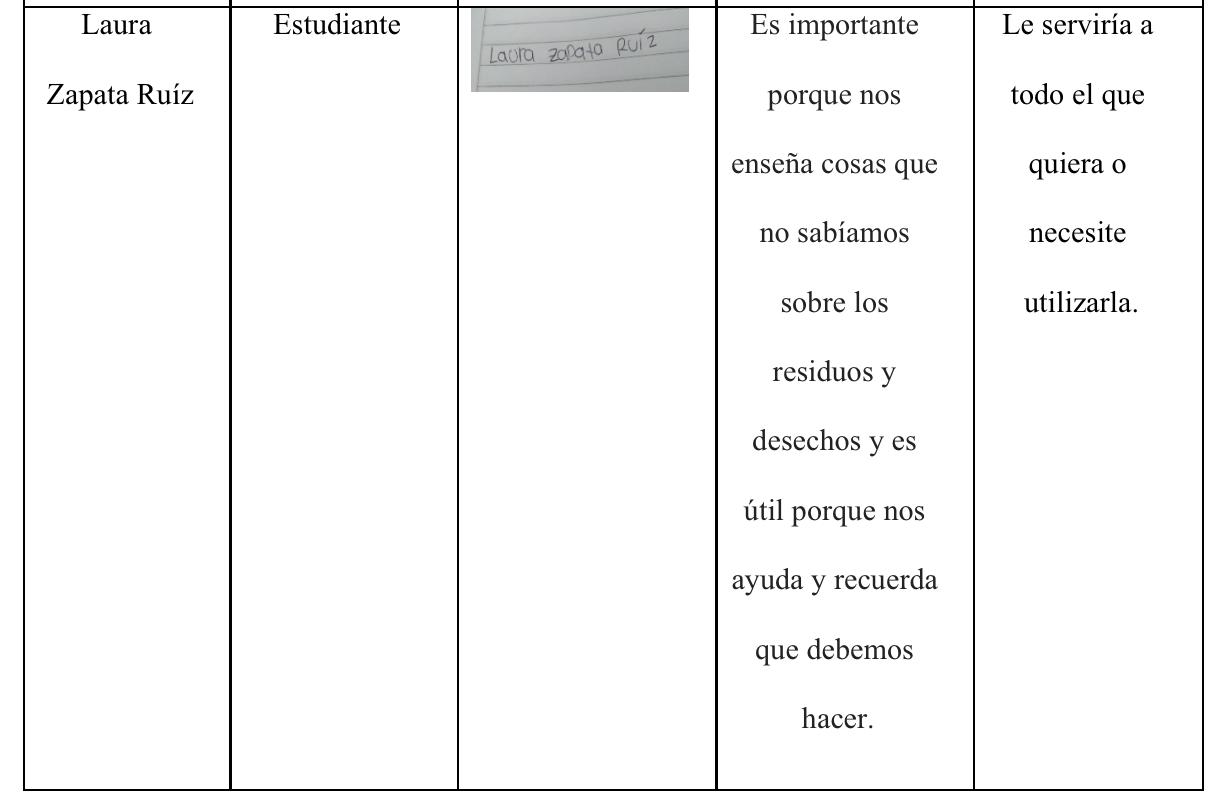 Laura
Zapata Ruíz
Estudiante
Laura zapata Ruíz
Es importante
porque nos
enseña cosas que
no sabíamos
sobre los
residuos y
desechos y es
útil porque nos
ayuda y recuerda
que debemos
hacer.
Le serviría a
todo el que
quiera o
necesite
utilizarla.